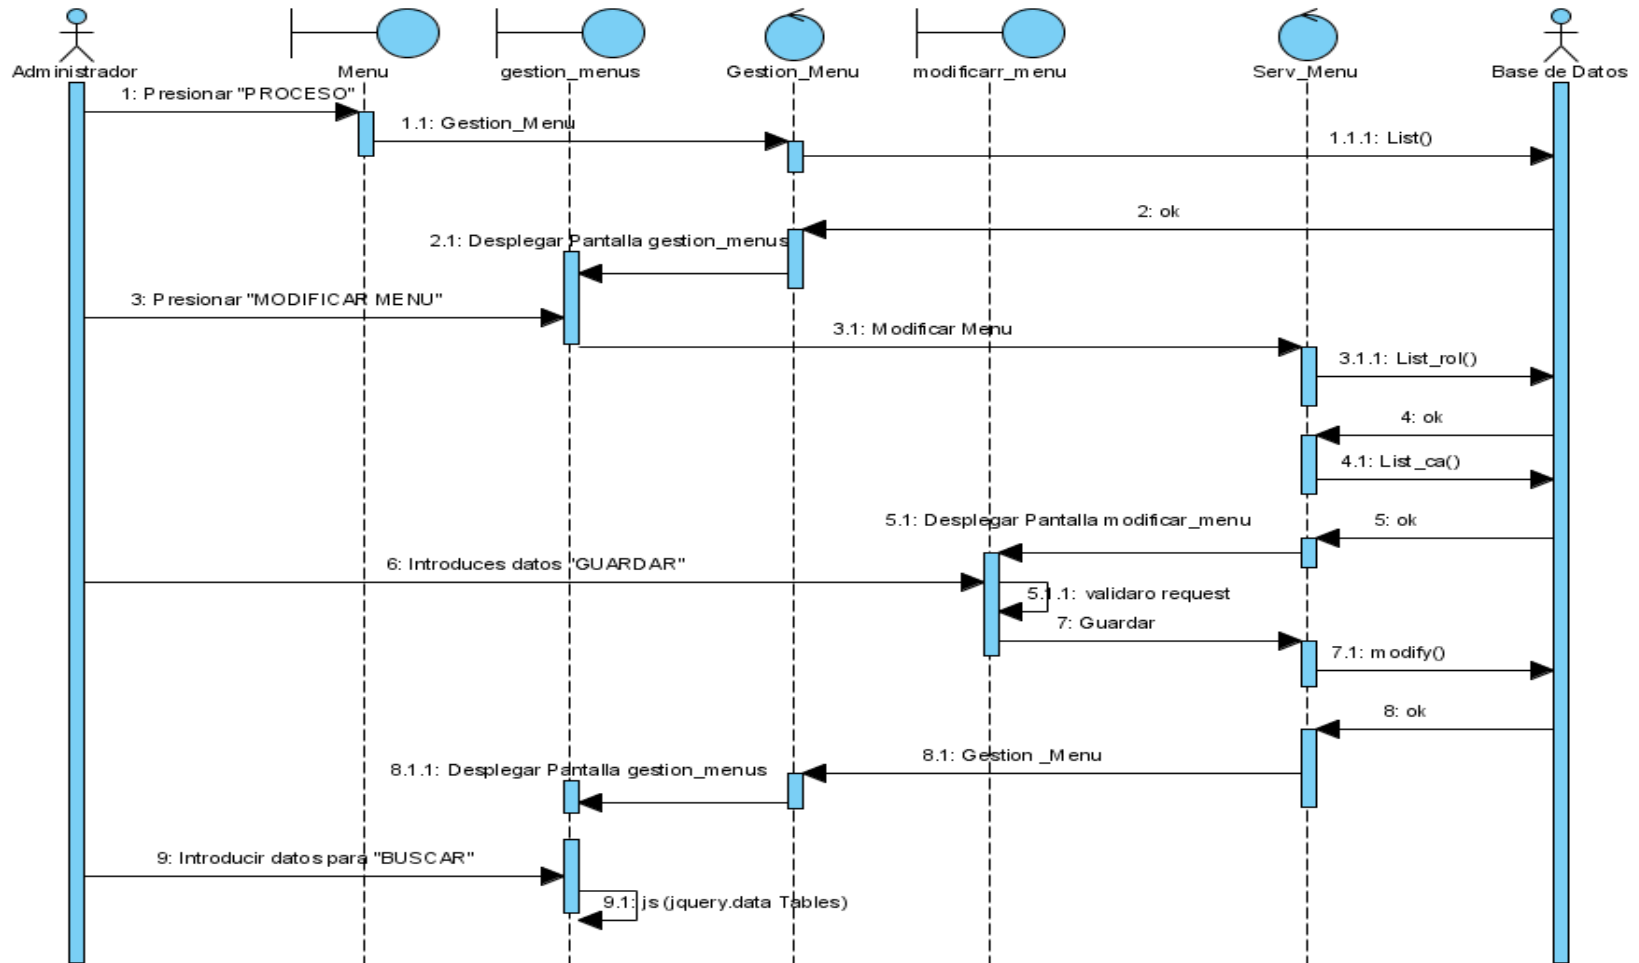 Administrador
Menu
gestion_menus
Gestion_Menu
modificarr_menu
Serv_Menu
Base de Datos
1: Presionar "PROCESO"
1.1: Gestion_Menu
1.1.1: List()
2: ok
2.1: Desplegar Pantalla gestion_menus
3: Presionar "MODIFICAR MENU"
3.1: Modificar Menu
3.1.1: List_rol()
4: ok
4.1: List_ca()
5: ok
5.1: Desplegar Pantalla modificar_menu
6: Introduces datos "GUARDAR"
5.1.1: validaro request
7: Guardar
7.1: modify()
8: ok
8.1: Gestion _Menu
8.1.1: Desplegar Pantalla gestion_menus
9: Introducir datos para "BUSCAR"
9.1: js (jquery.data Tables)